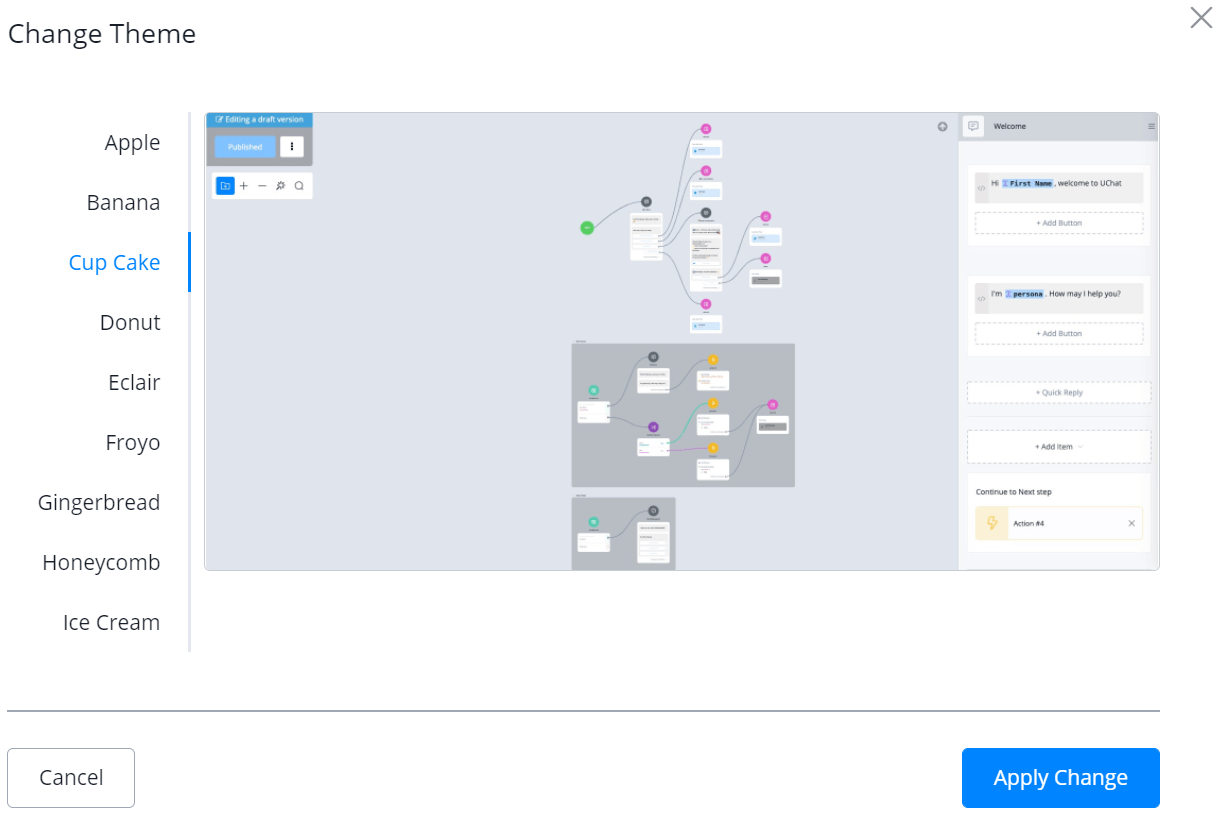 Change Theme
Apple
Banana
Cup Cake
Donut
Eclair
Froyo
Gingerbread
Honeycomb
Ice Cream
Editing a draft version
Published
Welcome
Hi First Name , welcome to UChat
+ Add Button
I'm persona . How may I help you?
+ Add Button
+ Quick Reply
+ Add Item
Continue to Next step
Action #4
Cancel
Apply Change